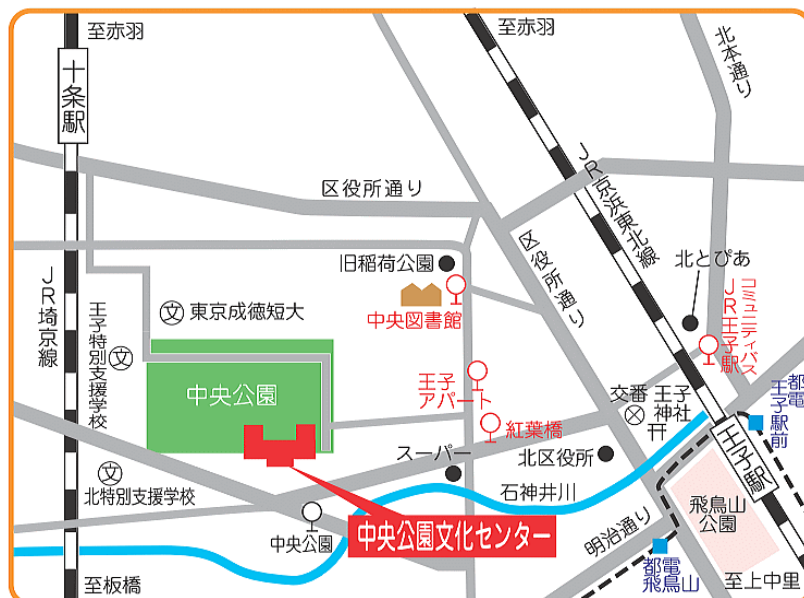 至赤羽
至赤羽
北本通り
十条駅
JR京浜東北線
区役所通り
区役所通り
旧稲荷公園
北とぴあ
中央図書館
コミュニティバス
JR王子駅
JR埼京線
王子特別支援学校
文
文
東京成徳短大
中央公園
王子
アパート
紅葉橋
交番
王子
神社
都電
王子駅前
王子駅
スーパー
北区役所
文
北特別支援学校
石神井川
飛鳥山
公園
中央公園
中央公園文化センター
明治通り
都電
飛鳥山
至板橋
至上中里